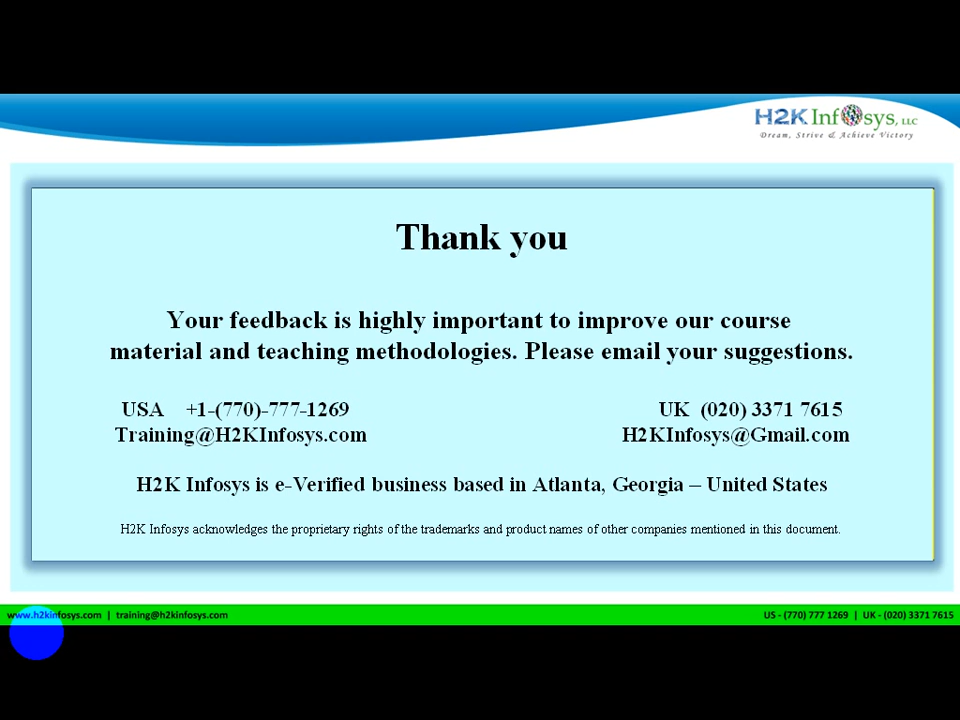 H2K Infosys, LLC
Dream, Strive & Achieve Victory
Thank you
Your feedback is highly important to improve our course
material and teaching methodologies. Please email your suggestions.
USA +1-(770)-777-1269
UK (020) 3371 7615
Training@H2KInfosys.com
H2KInfosys@Gmail.com
H2K Infosys is e-Verified business based in Atlanta, Georgia – United States
H2K Infosys acknowledges the proprietary rights of the trademarks and product names of other companies mentioned in this document.
www.h2kinfosys.com | training@h2kinfosys.com
US - (770) 777 1269 | UK - (020) 3371 7615